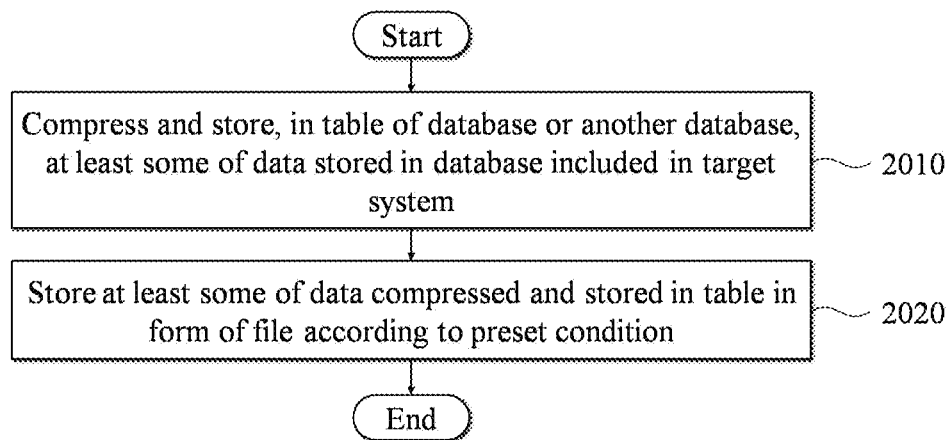 Start
Compress and store, in table of database or another database,
at least some of data stored in database included in target
system
2010
Store at least some of data compressed and stored in table in
form of file according to preset condition
2020
End